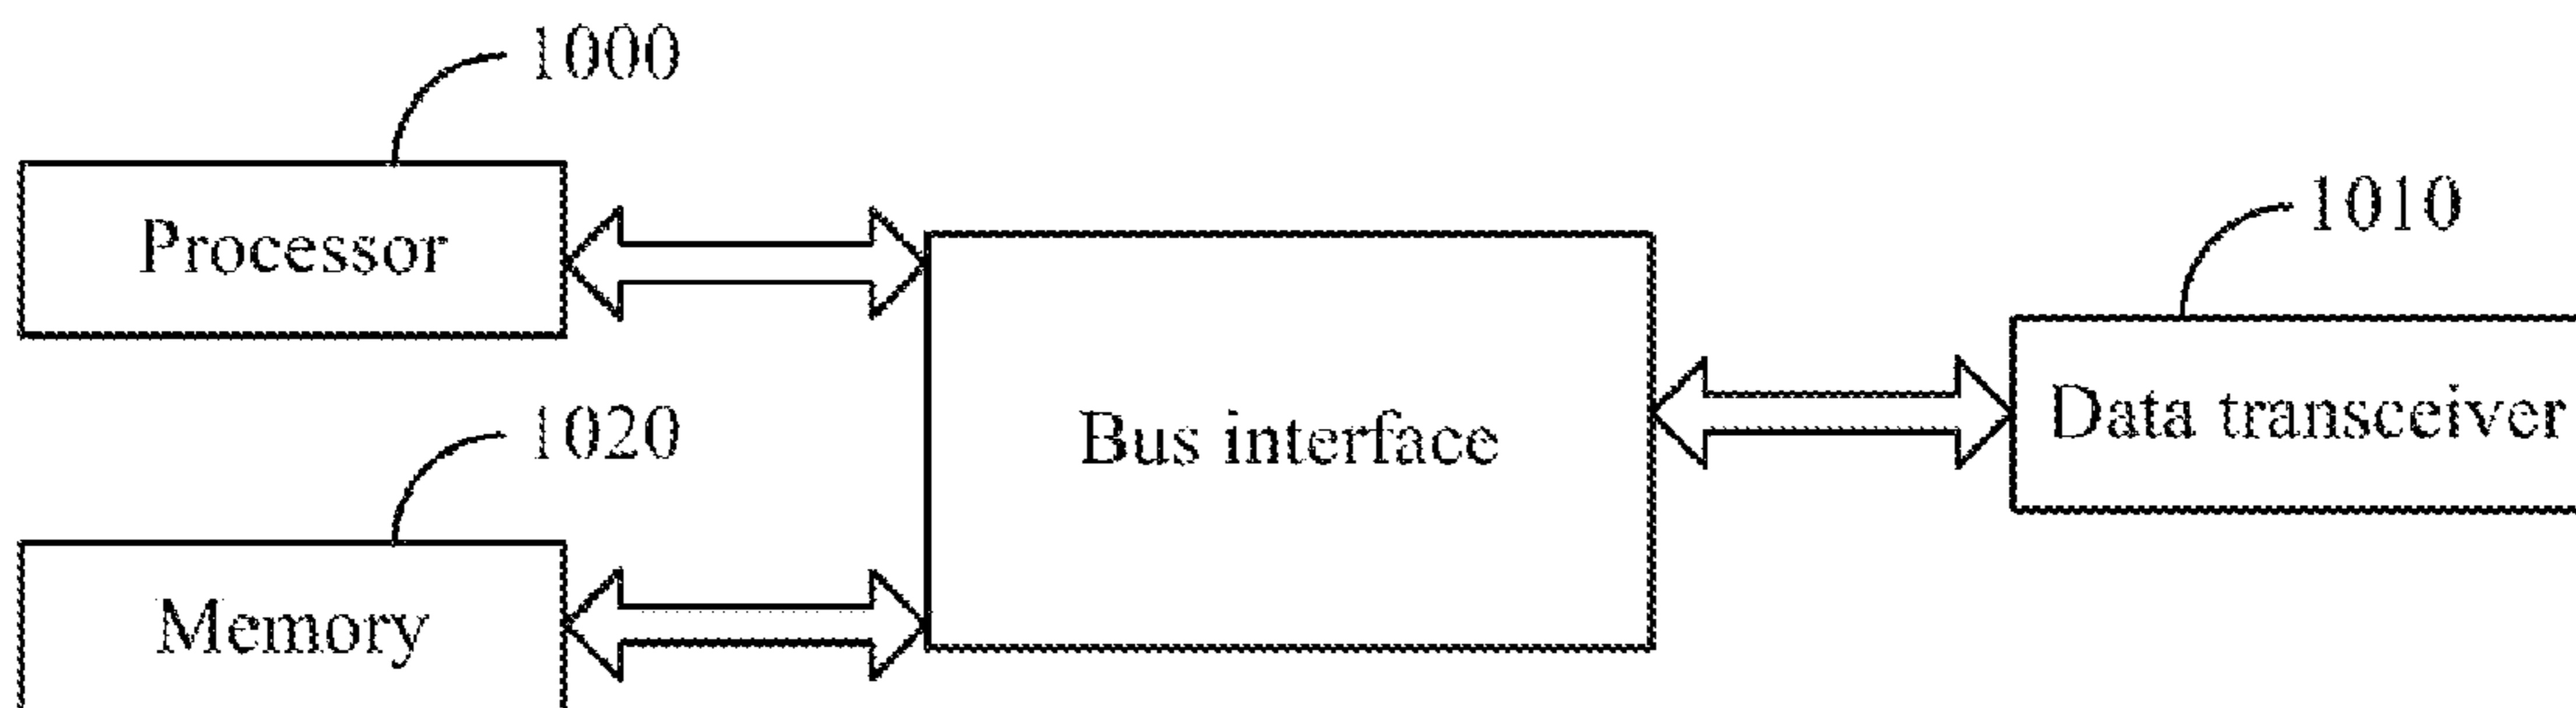 1000
Processor
1010
Data transceiver
Bus interface
1020
Memory